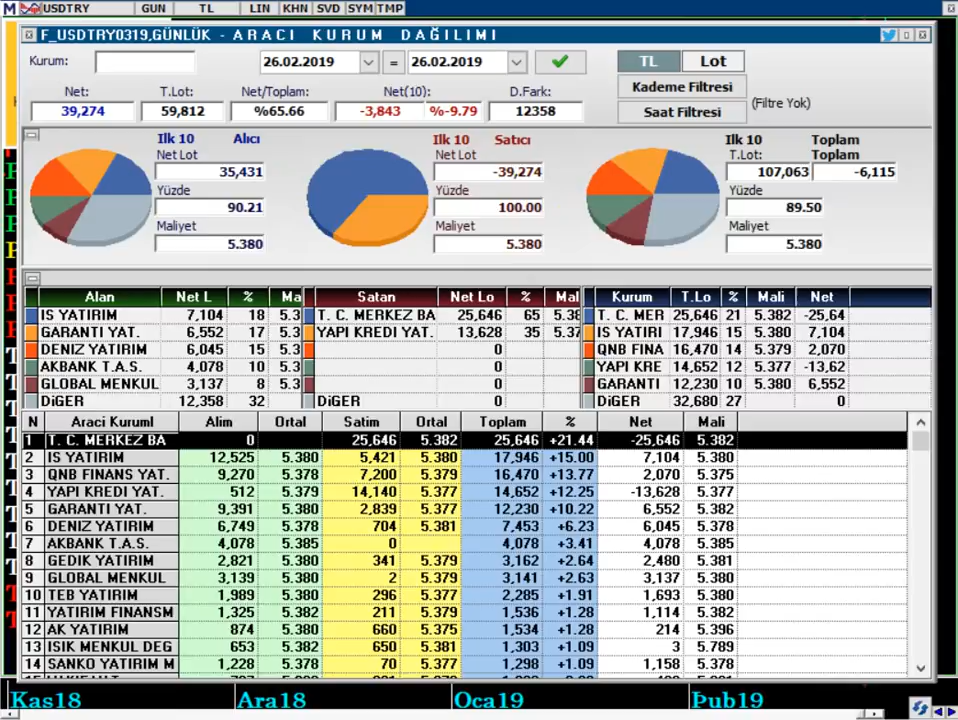 M USDTRY GUN TL LIN KHN SVD SYM TMP
F_USDTRY0319,GÜNLÜK - ARACI KURUM DAĞILIMI
Kurum: 26.02.2019 = 26.02.2019 TL Lot
Kademe Filtresi
Net: T.Lot: Net/Toplam: Net(10): D.Fark: (Filtre Yok)
39,274 59,812 %65.66 -3,843 %-9.79 12358 Saat Filtresi
Ilk 10 Alıcı Ilk 10 Satıcı Ilk 10 Toplam
Net Lot Net Lot T.Lot: Toplam
35,431 -39,274 107,063 -6,115
Yüzde Yüzde Yüzde
90.21 100.00 89.50
Maliyet Maliyet Maliyet
5.380 5.380 5.380
Alan Net L % Ma Satan Net Lo % Mal Kurum T.Lo % Mali Net
IS YATIRIM 7,104 18 5.3 T. C. MERKEZ BA 25,646 65 5.38 T. C. MER 25,646 21 5.382 -25,64
GARANTI YAT. 6,552 17 5.3 YAPI KREDI YAT. 13,628 35 5.37 IS YATIRI 17,946 15 5.380 7,104
DENIZ YATIRIM 6,045 15 5.3 0 QNB FINA 16,470 14 5.379 2,070
AKBANK T.A.S. 4,078 10 5.3 0 YAPI KRE 14,652 12 5.377 -13,62
GLOBAL MENKUL 3,137 8 5.3 0 GARANTI 12,230 10 5.380 6,552
DiGER 12,358 32 DiGER 0 DiGER 32,680 27 0
N Araci Kuruml Alim Ortal Satim Ortal Toplam % Net Mali
1 T. C. MERKEZ BA 0 25,646 5.382 25,646 +21.44 -25,646 5.382
2 IS YATIRIM 12,525 5.380 5,421 5.380 17,946 +15.00 7,104 5.380
3 QNB FINANS YAT. 9,270 5.378 7,200 5.379 16,470 +13.77 2,070 5.375
4 YAPI KREDI YAT. 512 5.379 14,140 5.377 14,652 +12.25 -13,628 5.377
5 GARANTI YAT. 9,391 5.380 2,839 5.377 12,230 +10.22 6,552 5.382
6 DENIZ YATIRIM 6,749 5.378 704 5.381 7,453 +6.23 6,045 5.378
7 AKBANK T.A.S. 4,078 5.385 0 4,078 +3.41 4,078 5.385
8 GEDIK YATIRIM 2,821 5.380 341 5.379 3,162 +2.64 2,480 5.381
9 GLOBAL MENKUL 3,139 5.380 2 5.379 3,141 +2.63 3,137 5.380
10 TEB YATIRIM 1,989 5.380 296 5.377 2,285 +1.91 1,693 5.380
11 YATIRIM FINANSM 1,325 5.382 211 5.379 1,536 +1.28 1,114 5.382
12 AK YATIRIM 874 5.380 660 5.375 1,534 +1.28 214 5.396
13 ISIK MENKUL DEG 653 5.382 650 5.381 1,303 +1.09 3 5.789
14 SANKO YATIRIM M 1,228 5.378 70 5.377 1,298 +1.09 1,158 5.378
Kas18 Ara18 Oca19 Þub19